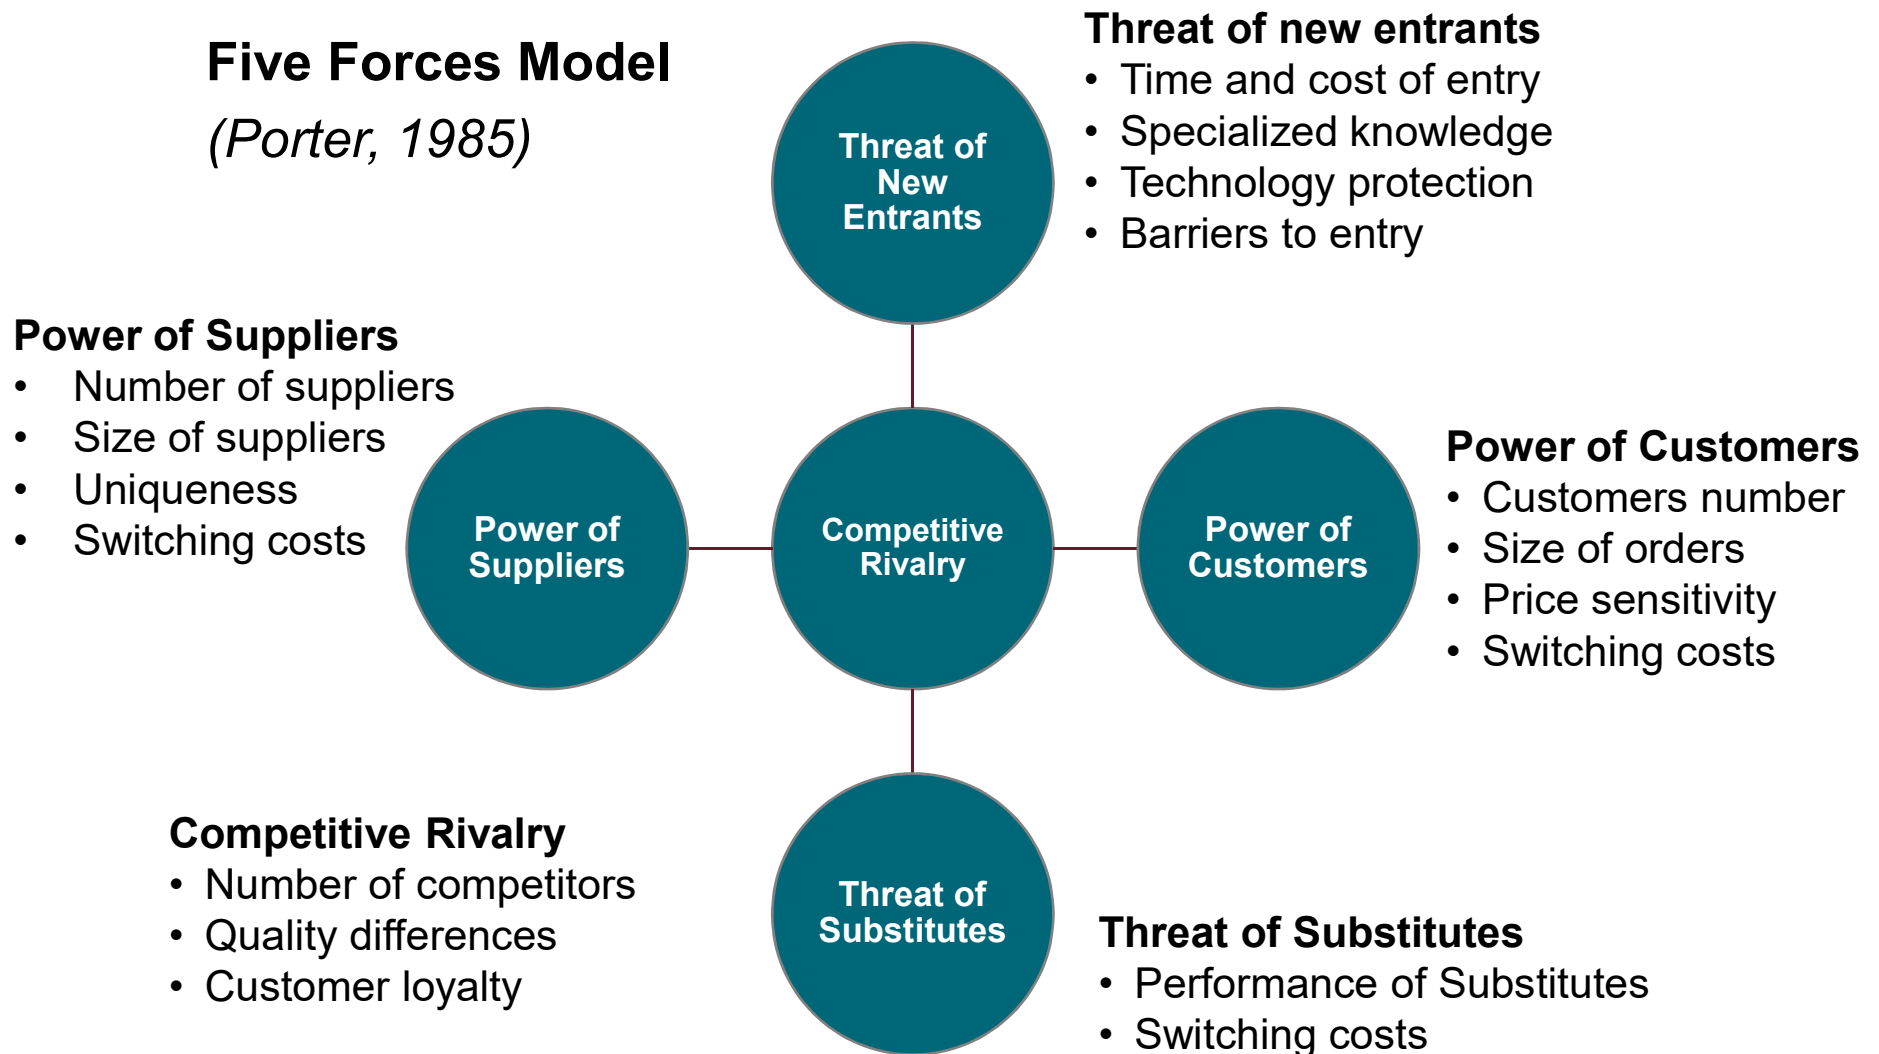 Five Forces Model
(Porter, 1985)
Threat of new entrants
• Time and cost of entry
• Specialized knowledge
• Technology protection
• Barriers to entry
Threat of
New
Entrants
Power of Suppliers
• Number of suppliers
• Size of suppliers
• Uniqueness
• Switching costs
Power of
Suppliers
Competitive
Rivalry
Power of
Customers
Power of Customers
• Customers number
• Size of orders
• Price sensitivity
• Switching costs
Competitive Rivalry
• Number of competitors
• Quality differences
• Customer loyalty
Threat of
Substitutes
Threat of Substitutes
• Performance of Substitutes
• Switching costs